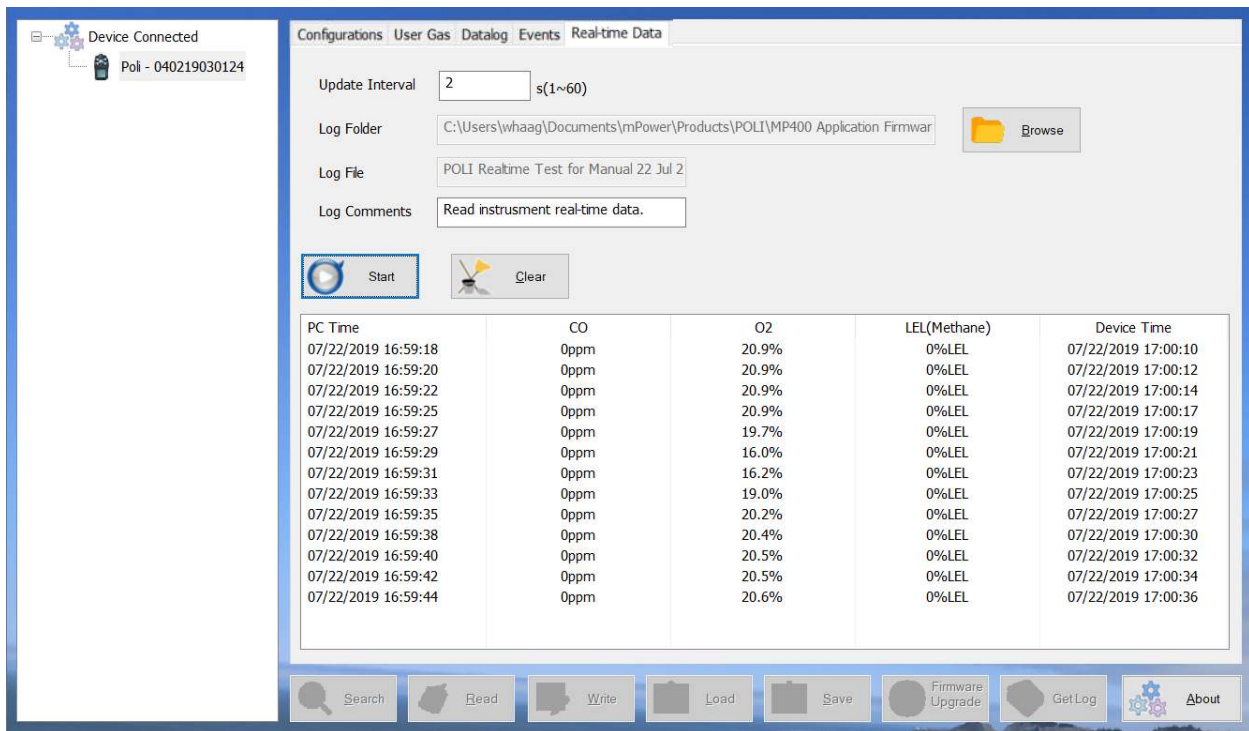 Device Connected
Poli - 040219030124
Configurations User Gas Datalog Events Real-time Data
Update Interval 2 s(1~60)
Log Folder C:\Users\whaag\Documents\mPower\Products\POLI\MP400 Application Firmwar Browse
Log File POLI Realtime Test for Manual 22 Jul 2
Log Comments Read instrusment real-time data.
Start Clear
PC Time CO O2 LEL(Methane) Device Time
07/22/2019 16:59:18 0ppm 20.9% 0%LEL 07/22/2019 17:00:10
07/22/2019 16:59:20 0ppm 20.9% 0%LEL 07/22/2019 17:00:12
07/22/2019 16:59:22 0ppm 20.9% 0%LEL 07/22/2019 17:00:14
07/22/2019 16:59:25 0ppm 20.9% 0%LEL 07/22/2019 17:00:17
07/22/2019 16:59:27 0ppm 19.7% 0%LEL 07/22/2019 17:00:19
07/22/2019 16:59:29 0ppm 16.0% 0%LEL 07/22/2019 17:00:21
07/22/2019 16:59:31 0ppm 16.2% 0%LEL 07/22/2019 17:00:23
07/22/2019 16:59:33 0ppm 19.0% 0%LEL 07/22/2019 17:00:25
07/22/2019 16:59:35 0ppm 20.2% 0%LEL 07/22/2019 17:00:27
07/22/2019 16:59:38 0ppm 20.4% 0%LEL 07/22/2019 17:00:30
07/22/2019 16:59:40 0ppm 20.5% 0%LEL 07/22/2019 17:00:32
07/22/2019 16:59:42 0ppm 20.5% 0%LEL 07/22/2019 17:00:34
07/22/2019 16:59:44 0ppm 20.6% 0%LEL 07/22/2019 17:00:36
Search Read Write Load Save Firmware Upgrade GetLog About